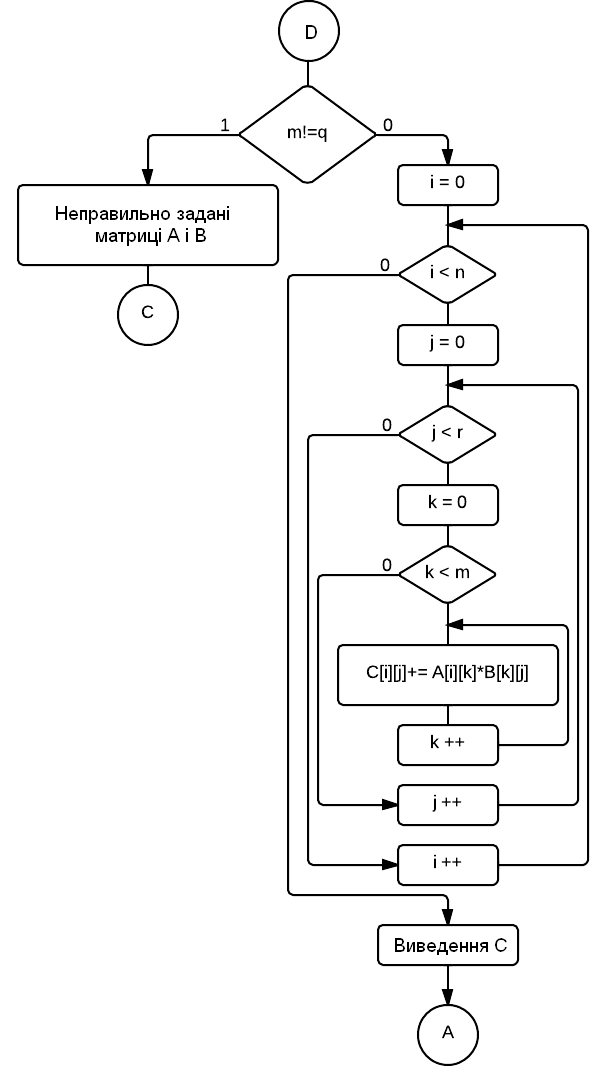 D
m!=q
1
0
Неправильно задані
матриці А і В
C
i = 0
i < n
0
j = 0
j < r
0
k = 0
k < m
0
C[i][j]+= A[i][k]*B[k][j]
k ++
j ++
i ++
Виведення С
A